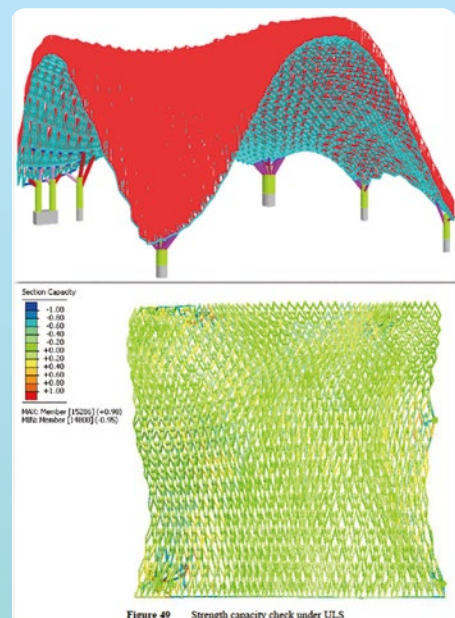 Section Capacity
-1.00
-0.80
-0.60
-0.40
-0.20
+0.00
+0.20
+0.40
+0.60
+0.80
+1.00
MAX: Member [15286] (+0.98)
MIN: Member [14800] (-0.95)
Figure 49 Strength capacity check under ULS